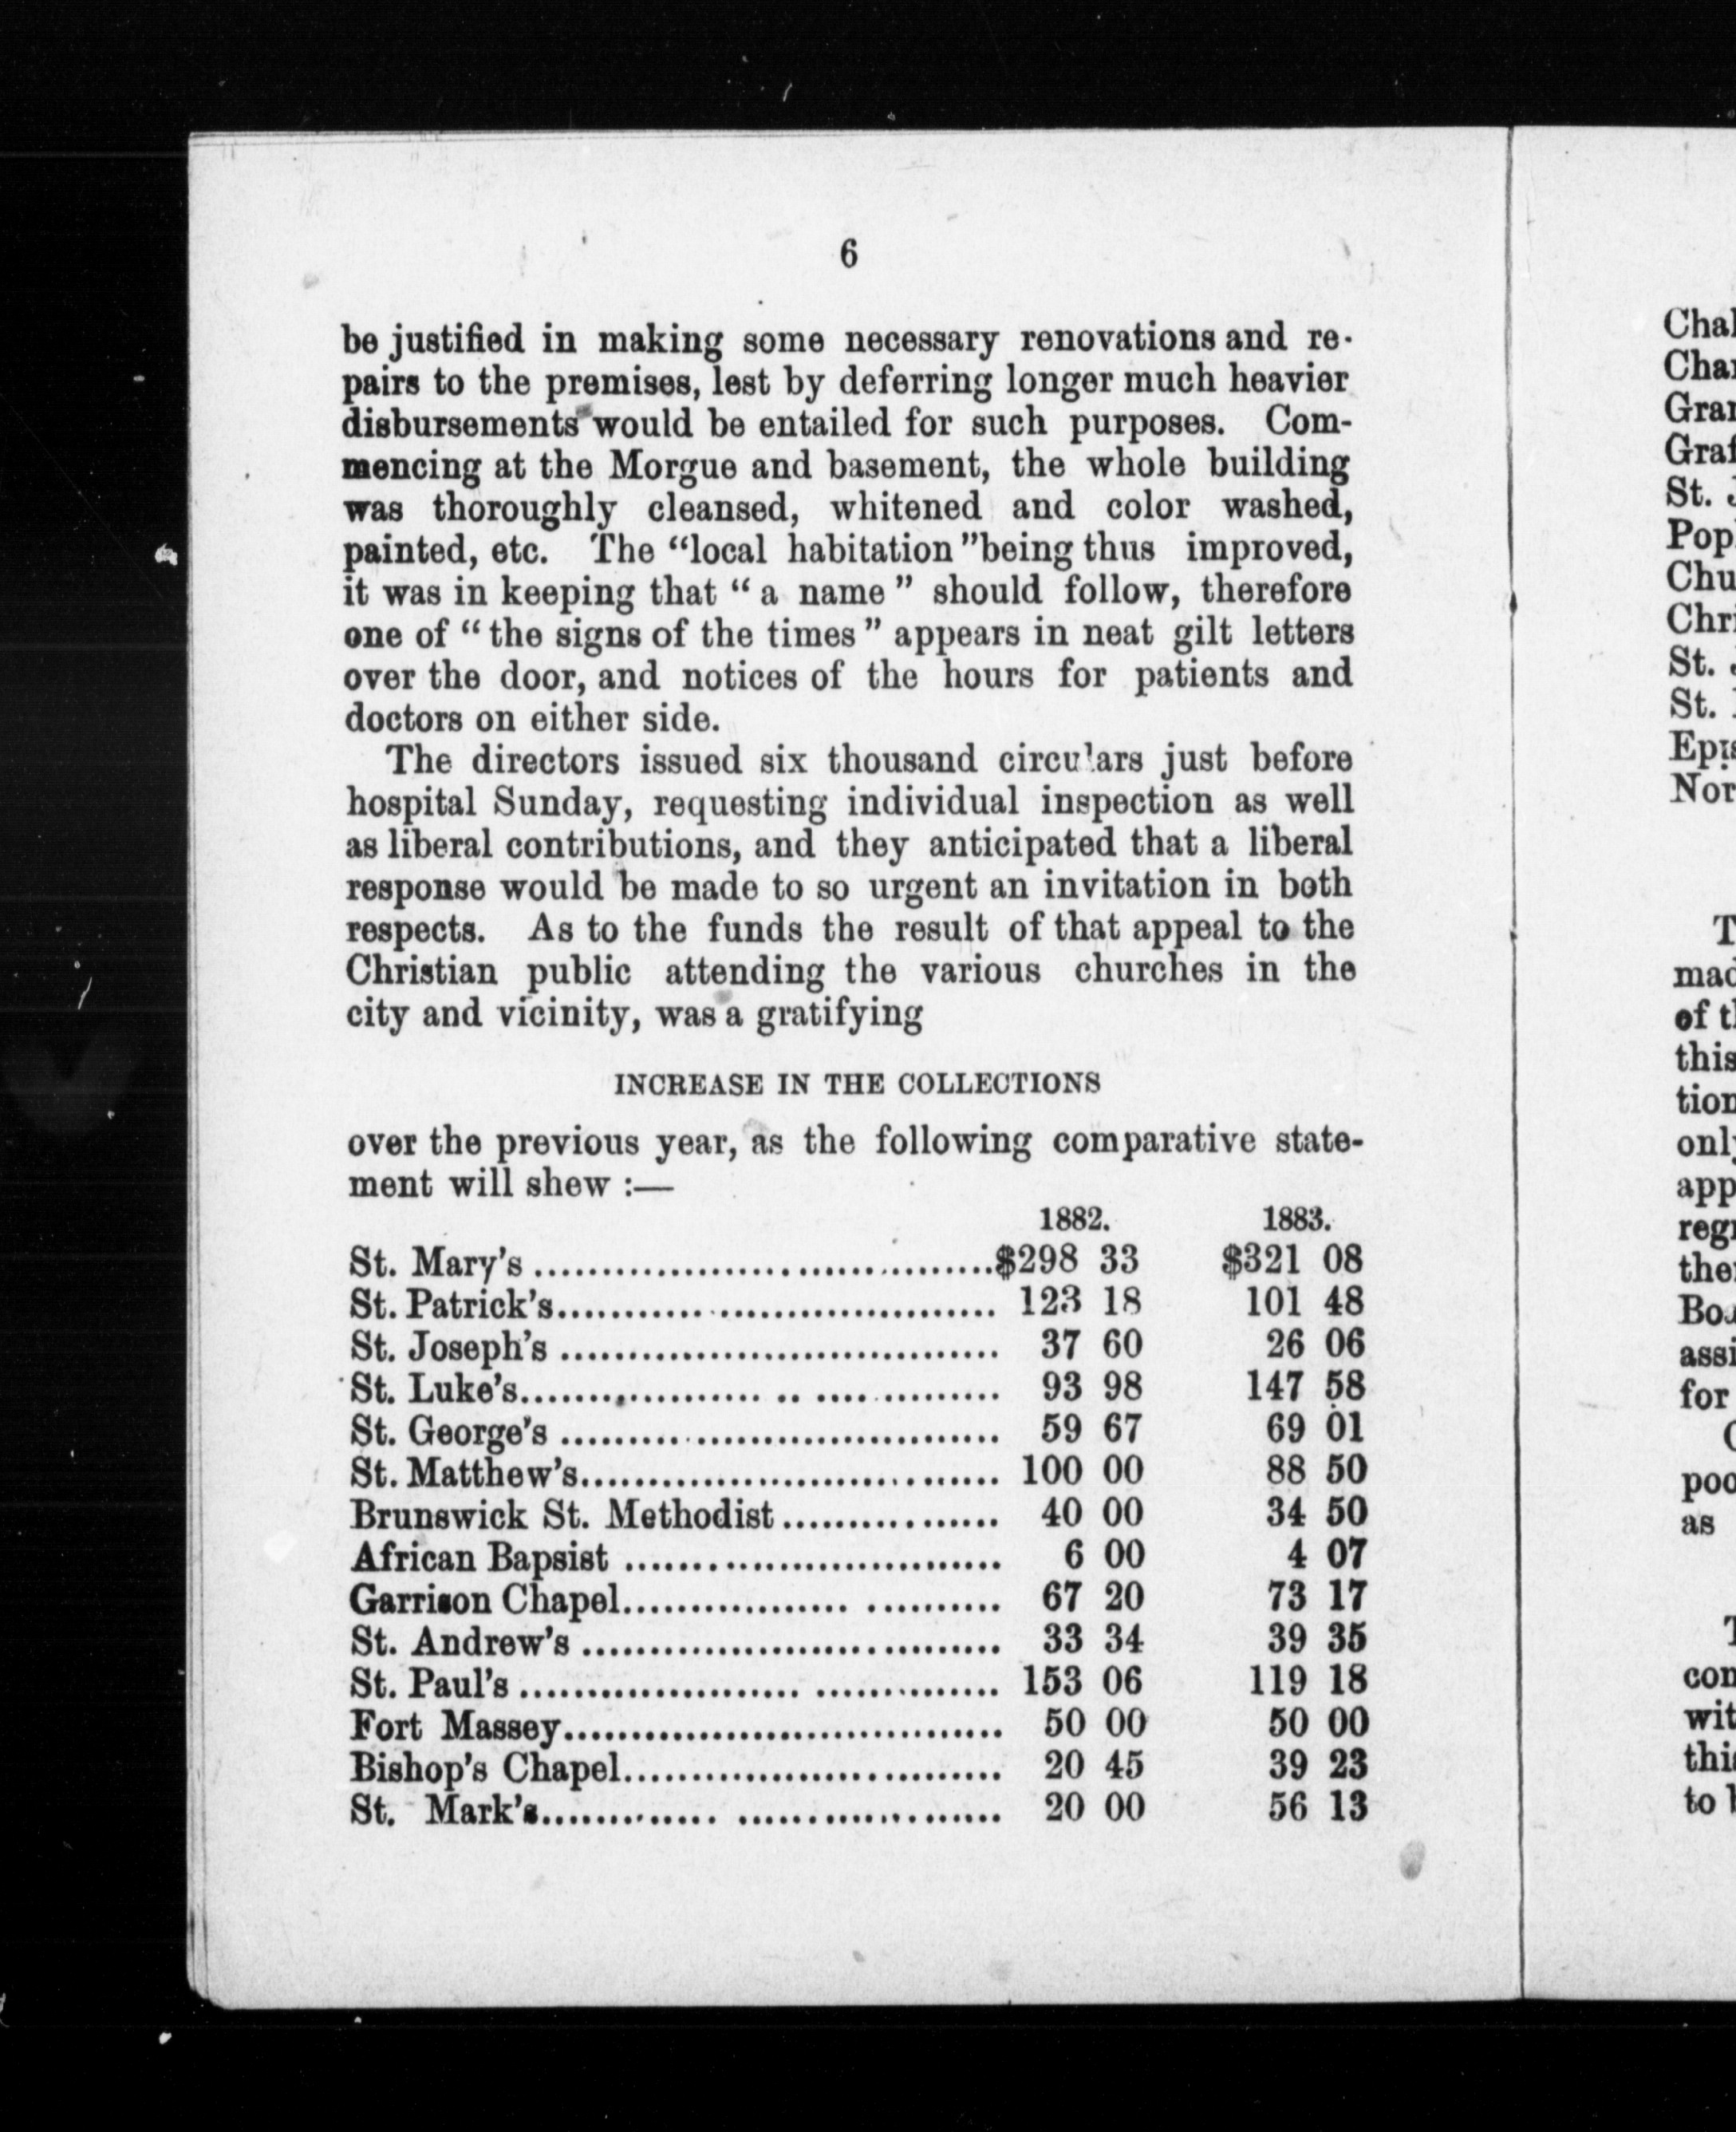 6
be justified in making some necessary renovations and re-
pairs to the premises, lest by deferring longer much heavier
disbursements would be entailed for such purposes. Com-
mencing at the Morgue and basement, the whole building
was thoroughly cleansed, whitened and color washed,
painted, etc. The “local habitation ”being thus improved,
it was in keeping that “ a name ” should follow, therefore
one of “ the signs of the times ” appears in neat gilt letters
over the door, and notices of the hours for patients and
doctors on either side.
The directors issued six thousand circulars just before
hospital Sunday, requesting individual inspection as well
as liberal contributions, and they anticipated that a liberal
response would be made to so urgent an invitation in both
respects. As to the funds the result of that appeal to the
Christian public attending the various churches in the
city and vicinity, was a gratifying
INCREASE IN THE COLLECTIONS
over the previous year, as the following comparative state-
ment will shew :—
1882. 1883.
St. Mary's ........ $298 33 $321 08
St. Patrick's ........ 123 18 101 48
St. Joseph's ........ 37 60 26 06
St. Luke's ........ 93 98 147 58
St. George's ........ 59 67 69 01
St. Matthew's ........ 100 00 88 50
Brunswick St. Methodist ........ 40 00 34 50
African Bapsist ........ 6 00 4 07
Garrison Chapel ........ 67 20 73 17
St. Andrew's ........ 33 34 39 35
St. Paul's ........ 153 06 119 18
Fort Massey ........ 50 00 50 00
Bishop's Chapel ........ 20 45 39 23
St. Mark's ........ 20 00 56 13
St.
St.
St.
of
this
for
as
to